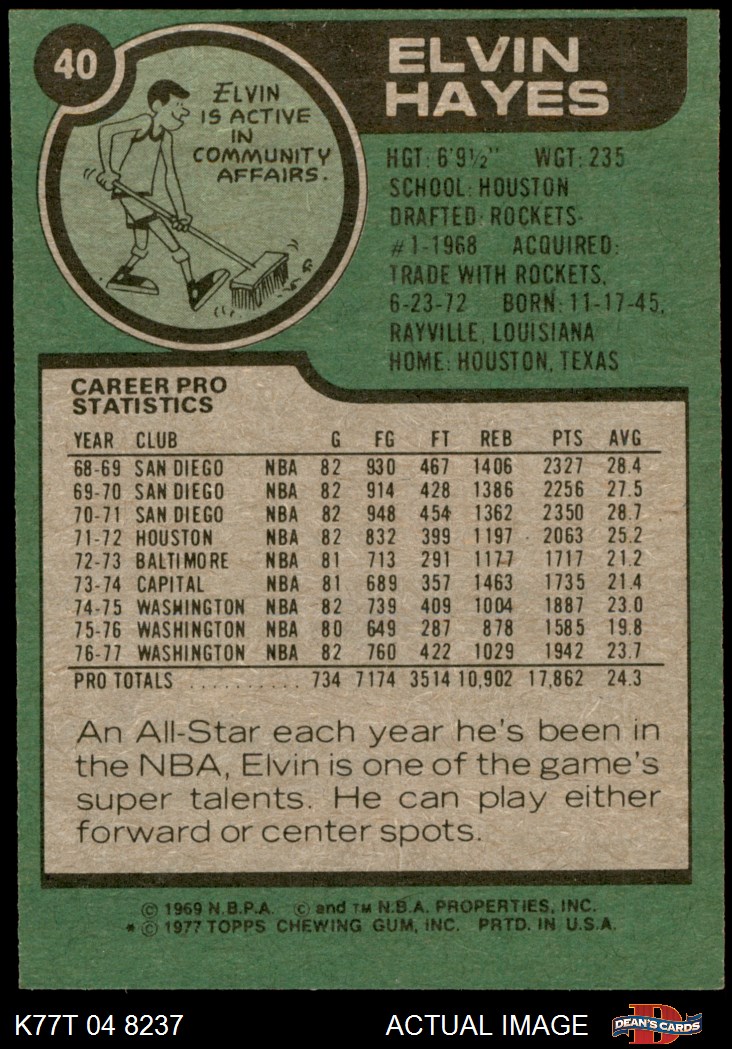 40
ELVIN
HAYES
ELVIN
IS ACTIVE
IN
COMMUNITY
AFFAIRS.
HGT: 6'9½" WGT: 235
SCHOOL: HOUSTON
DRAFTED: ROCKETS-
#1-1968 ACQUIRED:
TRADE WITH ROCKETS,
6-23-72 BORN: 11-17-45,
RAYVILLE, LOUISIANA
HOME: HOUSTON, TEXAS
CAREER PRO
STATISTICS
YEAR CLUB G FG FT REB PTS AVG
68-69 SAN DIEGO NBA 82 930 467 1406 2327 28.4
69-70 SAN DIEGO NBA 82 914 428 1386 2256 27.5
70-71 SAN DIEGO NBA 82 948 454 1362 2350 28.7
71-72 HOUSTON NBA 82 832 399 1197 2063 25.2
72-73 BALTIMORE NBA 81 713 291 1177 1717 21.2
73-74 CAPITAL NBA 81 689 357 1463 1735 21.4
74-75 WASHINGTON NBA 82 739 409 1004 1887 23.0
75-76 WASHINGTON NBA 80 649 287 878 1585 19.8
76-77 WASHINGTON NBA 82 760 422 1029 1942 23.7
PRO TOTALS .......... 734 7174 3514 10,902 17,862 24.3
An All-Star each year he's been in
the NBA, Elvin is one of the game's
super talents. He can play either
forward or center spots.
© 1969 N.B.P.A. © and TM N.B.A. PROPERTIES, INC.
* © 1977 TOPPS CHEWING GUM, INC. PRTD. IN U.S.A.
K77T 04 8237 ACTUAL IMAGE D DEAN'S CARDS